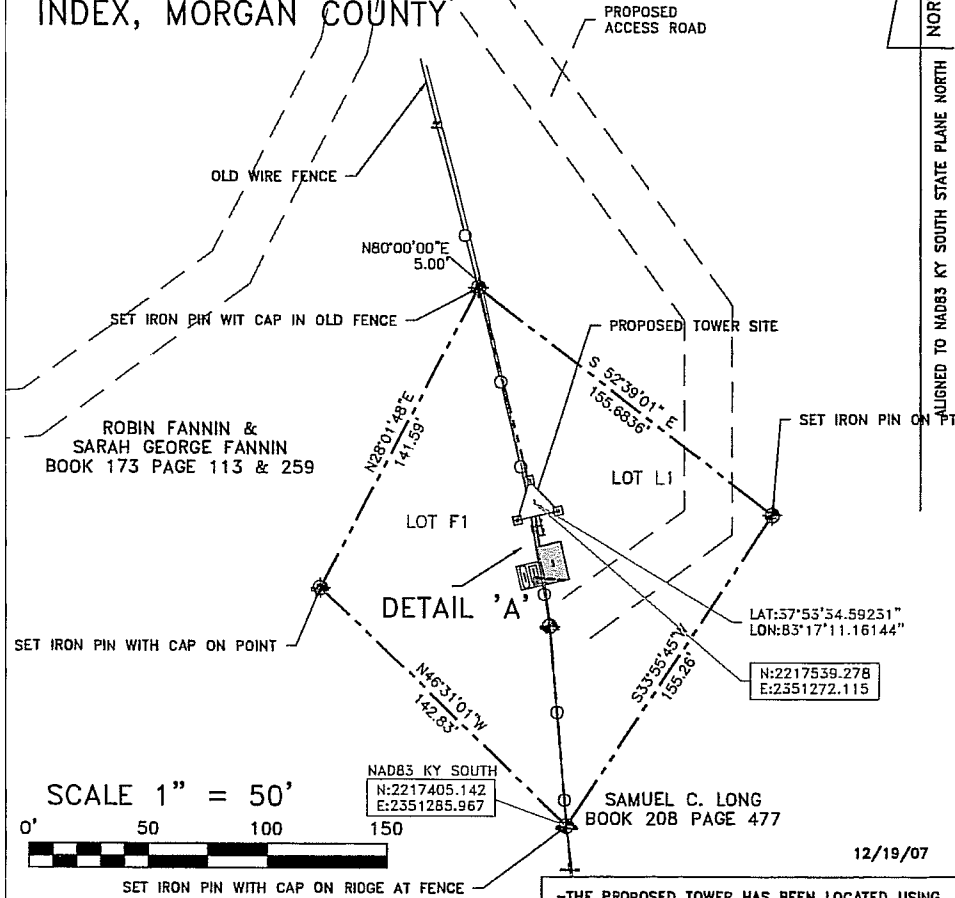 INDEX, MORGAN COUNTY
PROPOSED
ACCESS ROAD
NOR
ALIGNED TO NAD83 KY SOUTH STATE PLANE NORTH
OLD WIRE FENCE
N80°00'00"E
5.00'
SET IRON PIN WIT CAP IN OLD FENCE
PROPOSED TOWER SITE
S 52°39'01" E
155.6836'
SET IRON PIN ON PT
ROBIN FANNIN &
SARAH GEORGE FANNIN
BOOK 173 PAGE 113 & 259
N28°01'48"E
141.59'
LOT L1
LOT F1
DETAIL 'A'
LAT:37°53'34.59231"
LON:83°17'11.16144"
SET IRON PIN WITH CAP ON POINT
N:2217539.278
E:2351272.115
S33°55'45"W
155.26'
N46°31'01"W
142.83'
NAD83 KY SOUTH
N:2217405.142
E:2351285.967
SAMUEL C. LONG
BOOK 208 PAGE 477
SCALE 1" = 50'
0' 50 100 150
12/19/07
SET IRON PIN WITH CAP ON RIDGE AT FENCE
-THE PROPOSED TOWER HAS BEEN LOCATED USING